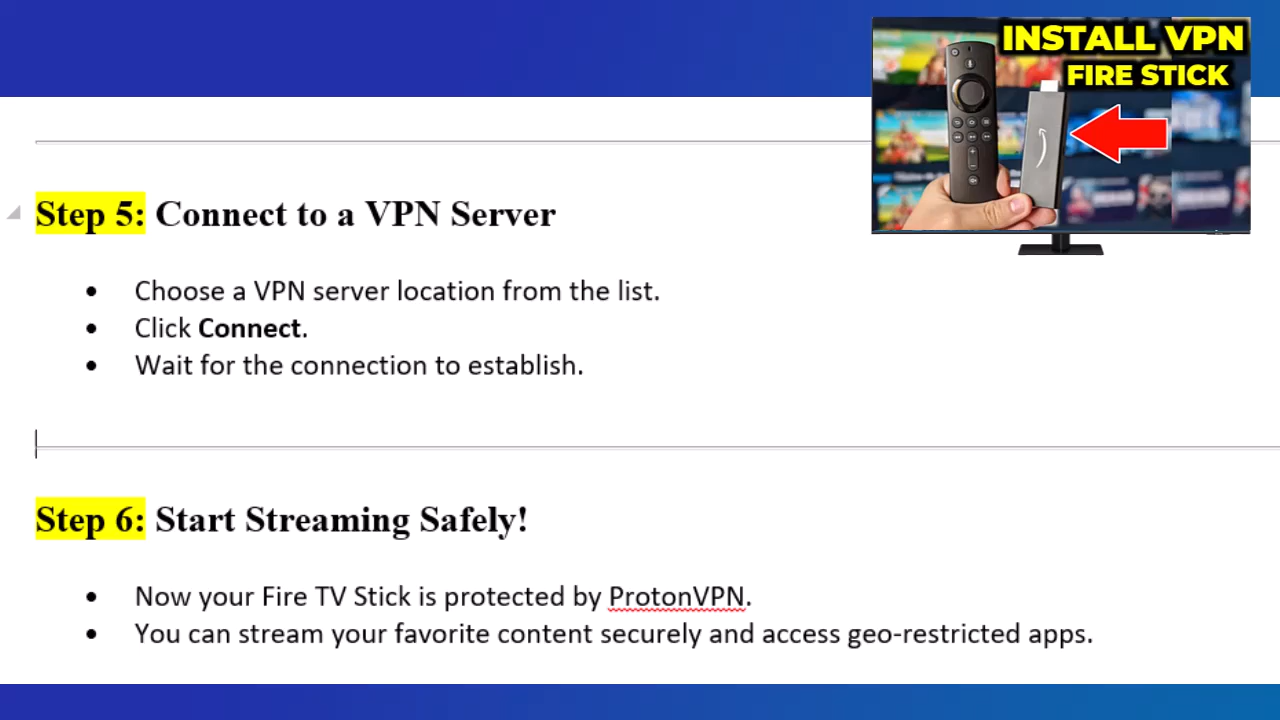 INSTALL VPN
FIRE STICK
Step 5: Connect to a VPN Server
• Choose a VPN server location from the list.
• Click Connect.
• Wait for the connection to establish.
Step 6: Start Streaming Safely!
• Now your Fire TV Stick is protected by ProtonVPN.
• You can stream your favorite content securely and access geo-restricted apps.